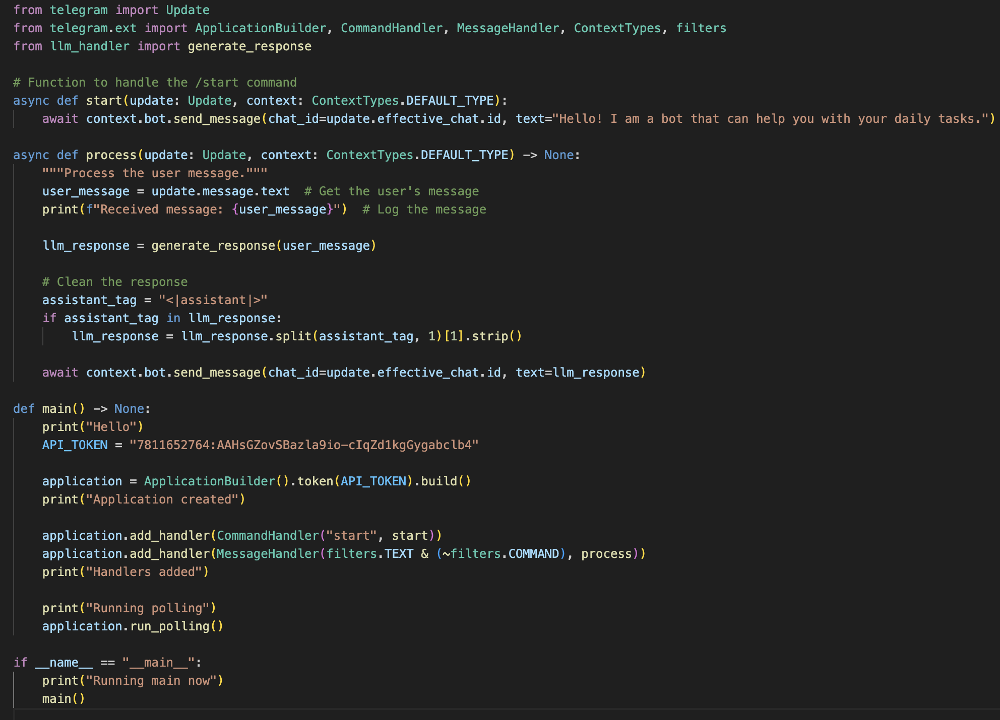 from telegram import Update
from telegram.ext import ApplicationBuilder, CommandHandler, MessageHandler, ContextTypes, filters
from llm_handler import generate_response

# Function to handle the /start command
async def start(update: Update, context: ContextTypes.DEFAULT_TYPE):
    await context.bot.send_message(chat_id=update.effective_chat.id, text="Hello! I am a bot that can help you with your daily tasks.")

async def process(update: Update, context: ContextTypes.DEFAULT_TYPE) -> None:
    """Process the user message."""
    user_message = update.message.text  # Get the user's message
    print(f"Received message: {user_message}")  # Log the message

    llm_response = generate_response(user_message)

    # Clean the response
    assistant_tag = "<|assistant|>"
    if assistant_tag in llm_response:
        llm_response = llm_response.split(assistant_tag, 1)[1].strip()

    await context.bot.send_message(chat_id=update.effective_chat.id, text=llm_response)

def main() -> None:
    print("Hello")
    API_TOKEN = "7811652764:AAHsGZovSBazla9io-cIqZd1kgGygabclb4"

    application = ApplicationBuilder().token(API_TOKEN).build()
    print("Application created")

    application.add_handler(CommandHandler("start", start))
    application.add_handler(MessageHandler(filters.TEXT & (~filters.COMMAND), process))
    print("Handlers added")

    print("Running polling")
    application.run_polling()

if __name__ == "__main__":
    print("Running main now")
    main()